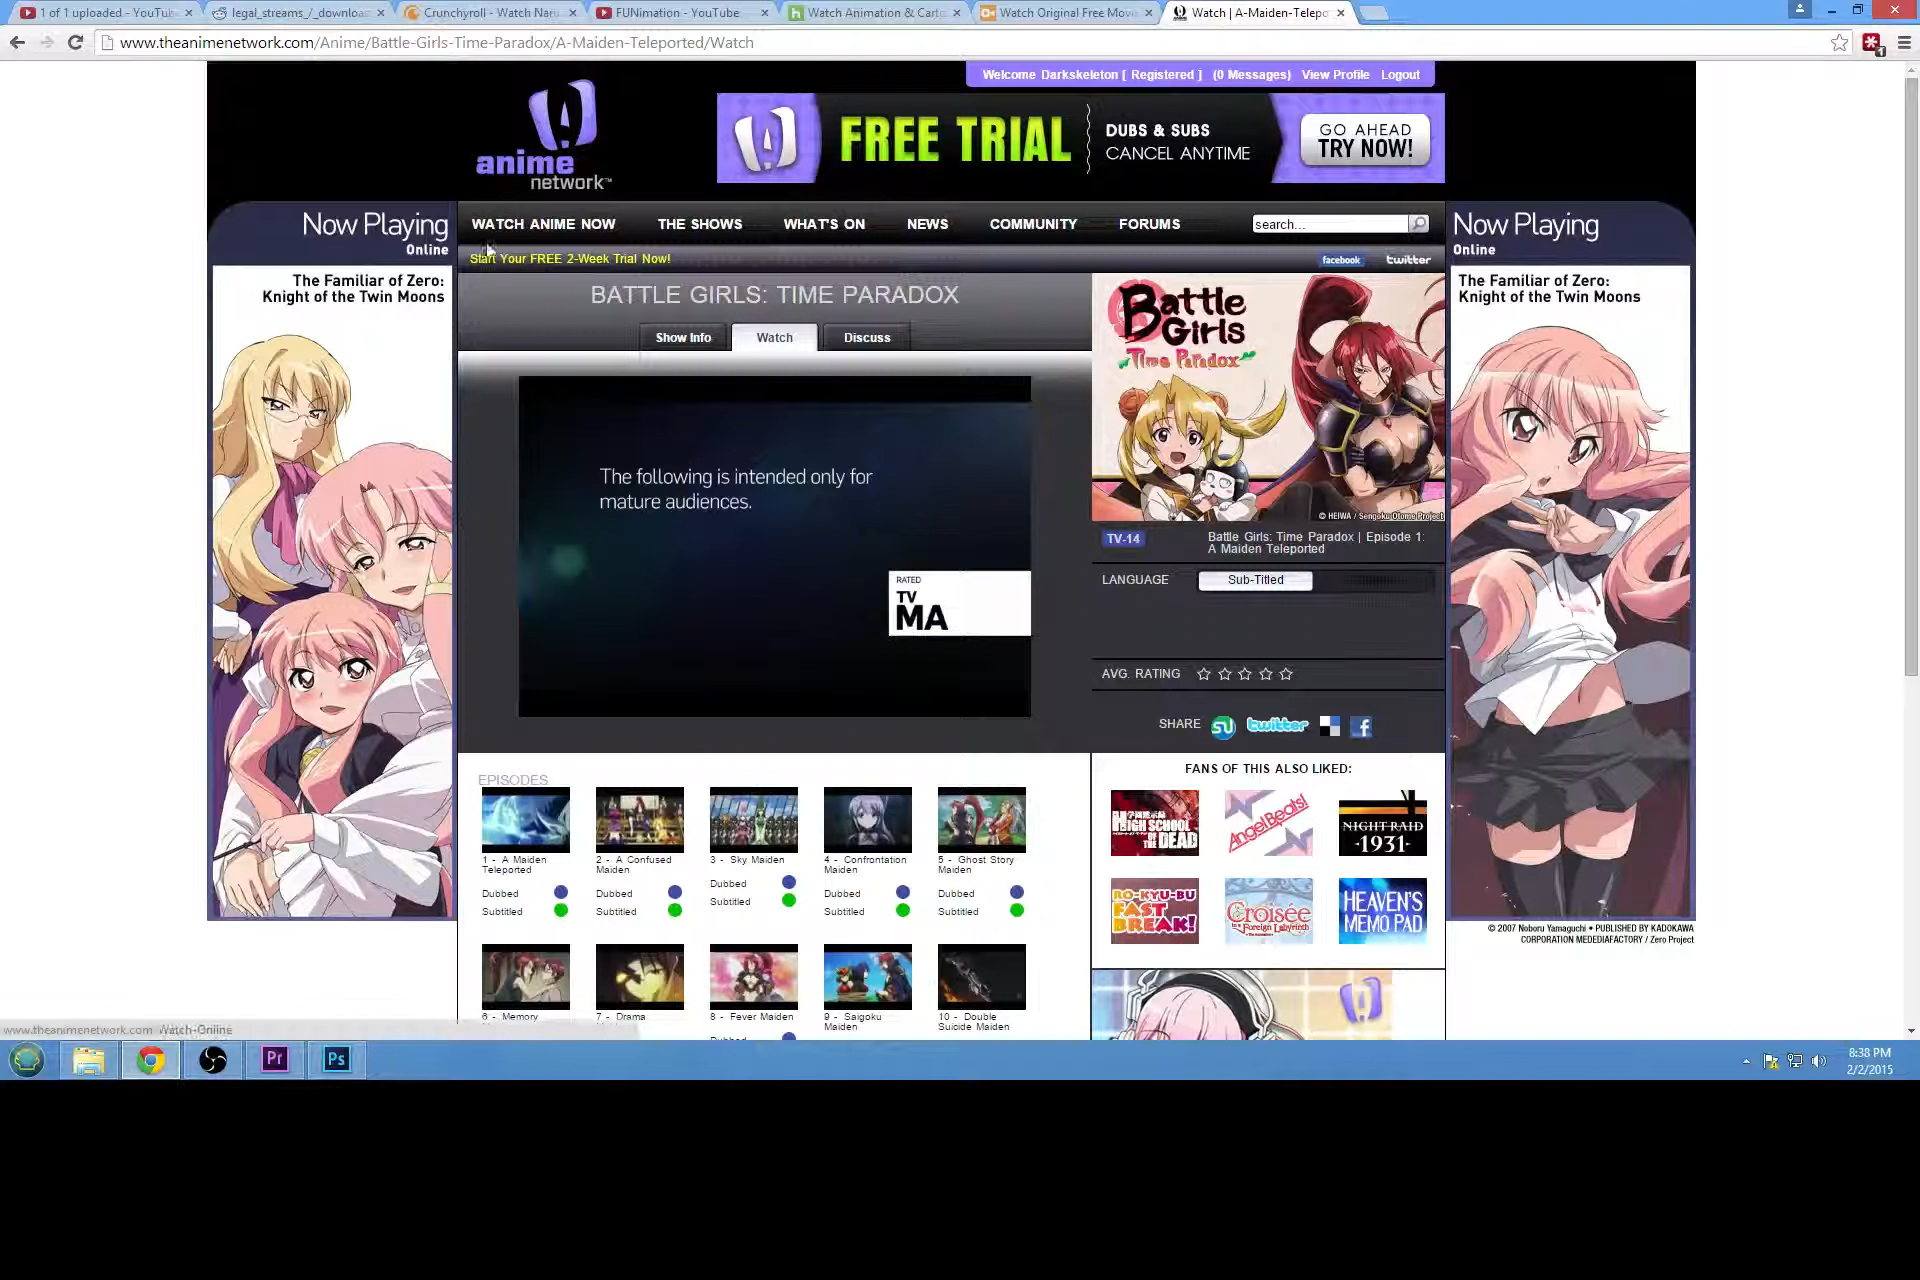 1 of 1 uploaded - YouTub
legal_streams_/_downloa
Crunchyroll - Watch Naru
FUNimation - YouTube
Watch Animation & Carto
Watch Original Free Movi
Watch | A-Maiden-Telepo
www.theanimenetwork.com/Anime/Battle-Girls-Time-Paradox/A-Maiden-Teleported/Watch
Welcome Darkskeleton [ Registered ] (0 Messages) View Profile Logout
anime
network™
FREE TRIAL
DUBS & SUBS
CANCEL ANYTIME
GO AHEAD
TRY NOW!
Now Playing
Online
The Familiar of Zero:
Knight of the Twin Moons
WATCH ANIME NOW THE SHOWS WHAT'S ON NEWS COMMUNITY FORUMS
search...
Start Your FREE 2-Week Trial Now!
facebook twitter
Now Playing
Online
The Familiar of Zero:
Knight of the Twin Moons
BATTLE GIRLS: TIME PARADOX
Show Info Watch Discuss
The following is intended only for
mature audiences.
RATED
TV
MA
Battle
Girls
Time Paradox
© HEIWA / Sengoku Otome Project
TV-14
Battle Girls: Time Paradox | Episode 1:
A Maiden Teleported
LANGUAGE Sub-Titled
AVG. RATING
SHARE twitter
EPISODES
1 - A Maiden
Teleported
Dubbed
Subtitled
2 - A Confused
Maiden
Dubbed
Subtitled
3 - Sky Maiden
Dubbed
Subtitled
4 - Confrontation
Maiden
Dubbed
Subtitled
5 - Ghost Story
Maiden
Dubbed
Subtitled
6 - Memory
7 - Drama
8 - Fever Maiden
Dubbed
9 - Saigoku
Maiden
10 - Double
Suicide Maiden
FANS OF THIS ALSO LIKED:
HIGH SCHOOL
OF THE DEAD
Angel Beats!
NIGHT RAID
-1931-
RO-KYU-BU
FAST
BREAK!
Croisée
in a Foreign Labyrinth
HEAVEN'S
MEMO PAD
© 2007 Noboru Yamaguchi • PUBLISHED BY KADOKAWA
CORPORATION MEDEDIAFACTORY / Zero Project
www.theanimenetwork.com Watch-Online
Pr
Ps
8:38 PM
2/2/2015